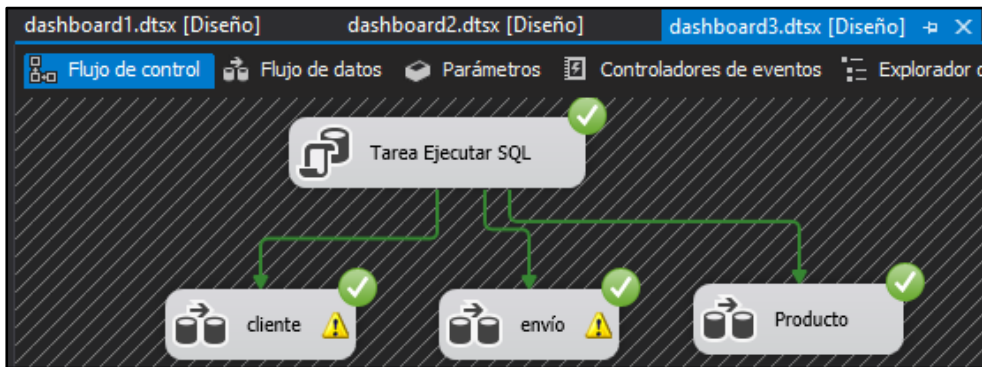 dashboard1.dtsx [Diseño] dashboard2.dtsx [Diseño] dashboard3.dtsx [Diseño]
Flujo de control Flujo de datos Parámetros Controladores de eventos Explorador
Tarea Ejecutar SQL
cliente envío Producto